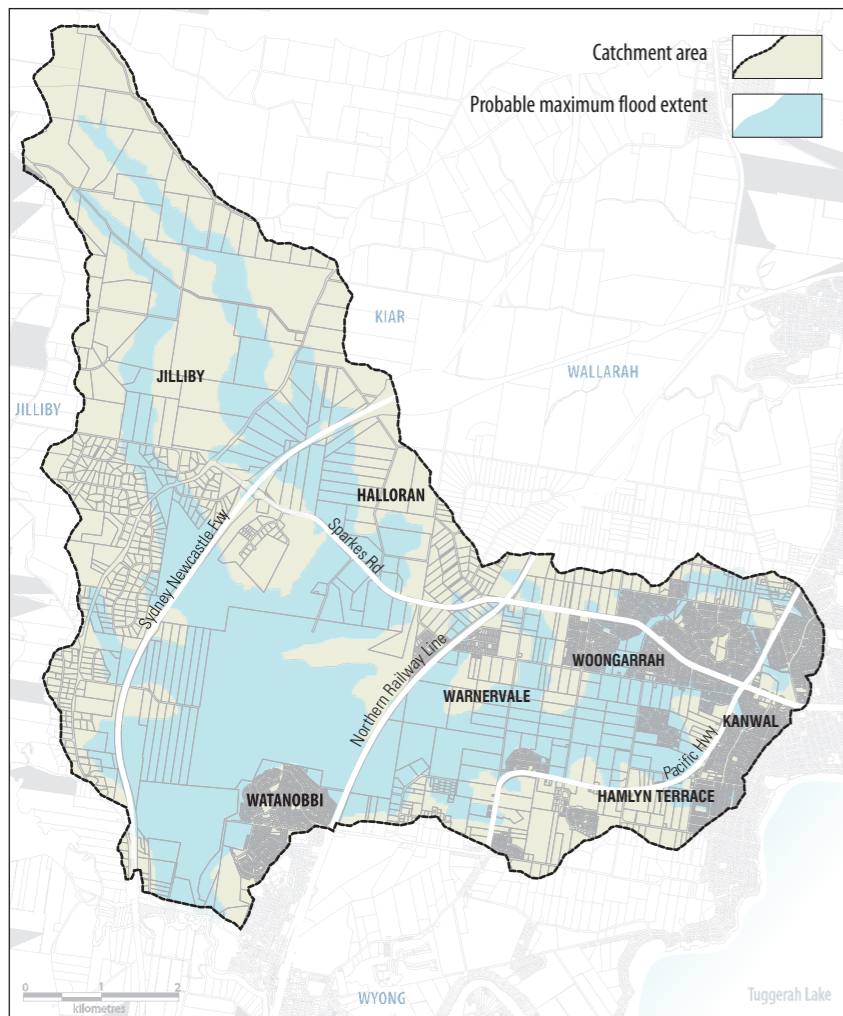 Catchment area
Probable maximum flood extent
KIAR
WALLARAH
JILLIBY
JILLIBY
HALLORAN
Sydney Newcastle Fwy
Sparkes Rd
Northern Railway Line
WOONGARRAH
WARNERVALE
KANWAL
Pacific Hwy
WATANOBBI
HAMLYN TERRACE
0 1 2
kilometres
WYONG
Tuggerah Lake